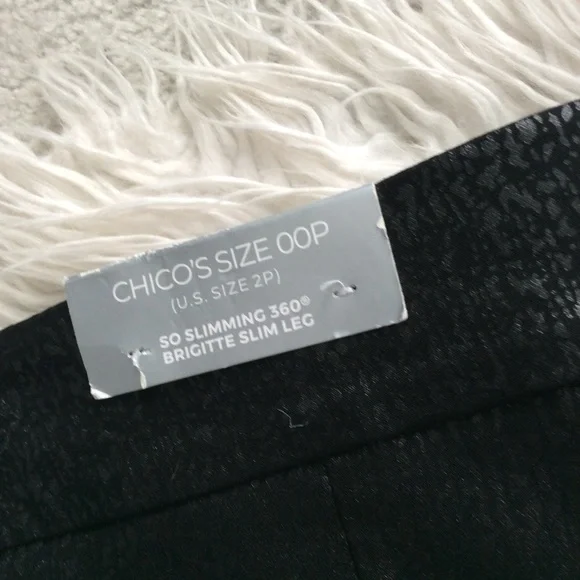 CHICO'S SIZE 00P
(U.S. SIZE 2P)
SO SLIMMING 360®
BRIGITTE SLIM LEG